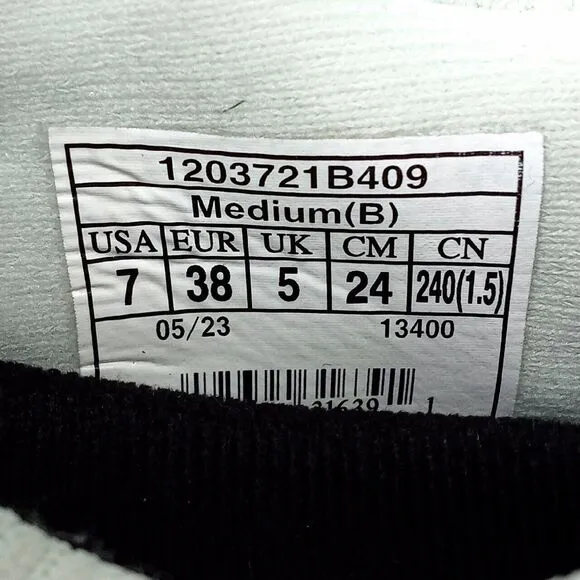 1203721B409
Medium(B)
USA EUR UK CM CN
7 38 5 24 240(1.5)
05/23 13400